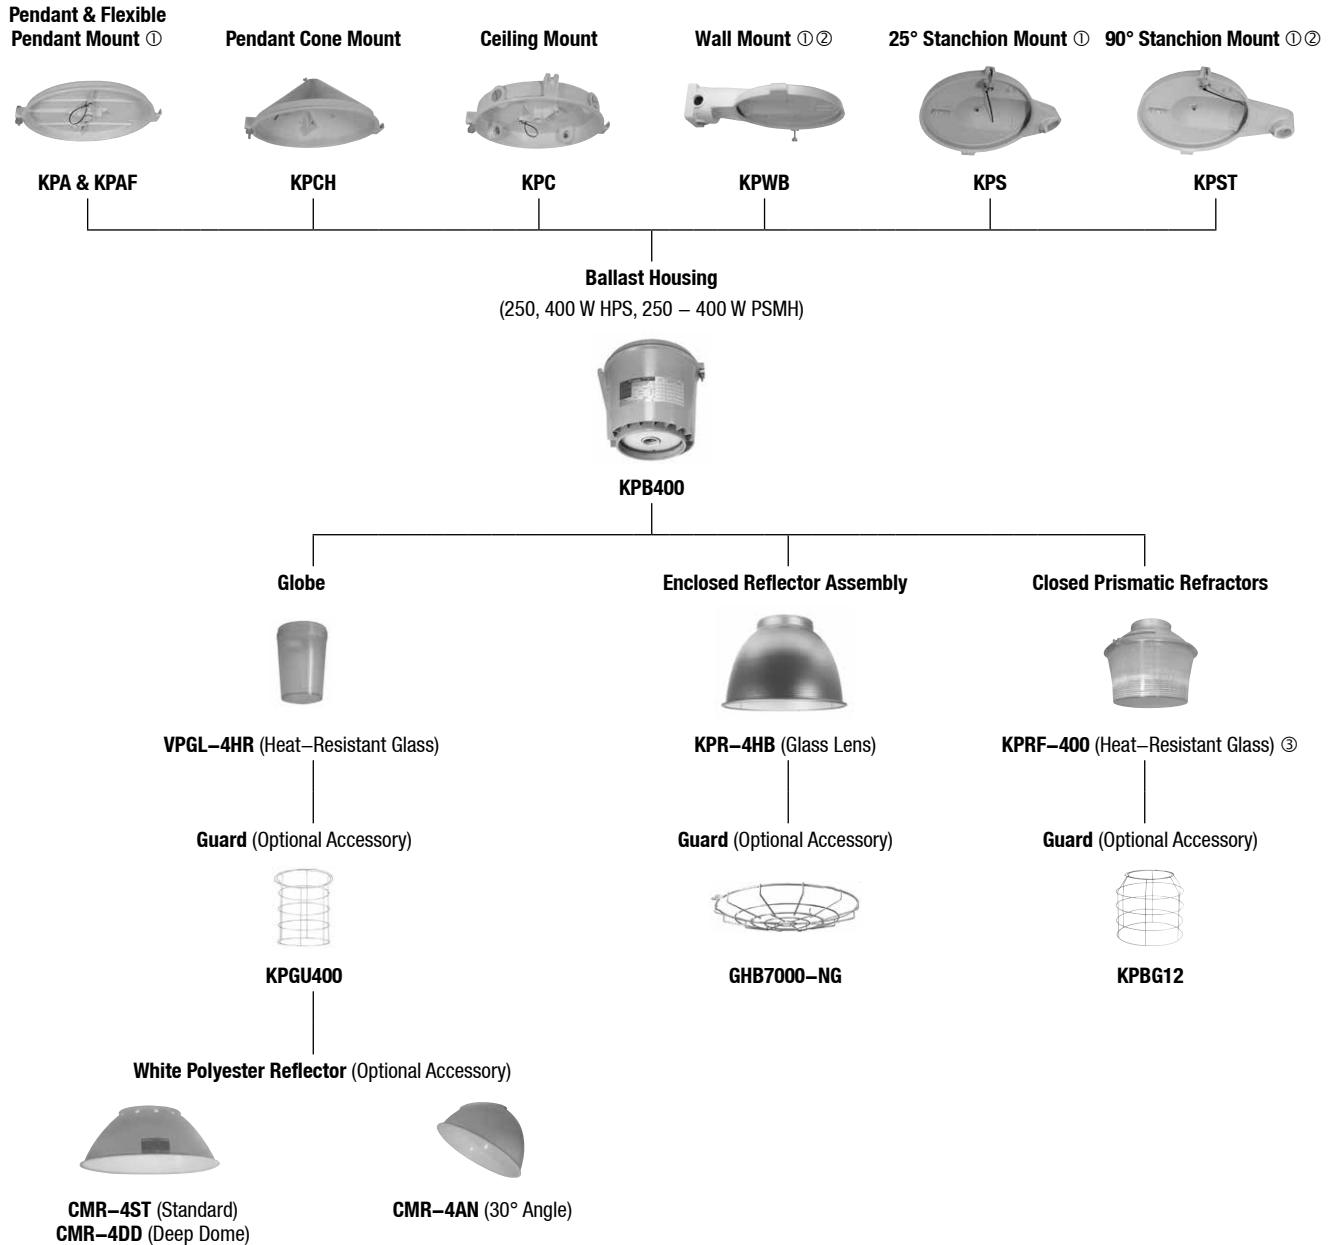 Pendant & Flexible
Pendant Mount ①
Pendant Cone Mount
Ceiling Mount
Wall Mount ①②
25° Stanchion Mount ①
90° Stanchion Mount ①②
KPA & KPAF
KPCH
KPC
KPWB
KPS
KPST
Ballast Housing
(250, 400 W HPS, 250 – 400 W PSMH)
KPB400
Globe
Enclosed Reflector Assembly
Closed Prismatic Refractors
VPGL–4HR (Heat–Resistant Glass)
KPR–4HB (Glass Lens)
KPRF–400 (Heat–Resistant Glass) ③
Guard (Optional Accessory)
Guard (Optional Accessory)
Guard (Optional Accessory)
KPGU400
GHB7000–NG
KPBG12
White Polyester Reflector (Optional Accessory)
CMR–4ST (Standard)
CMR–4DD (Deep Dome)
CMR–4AN (30° Angle)